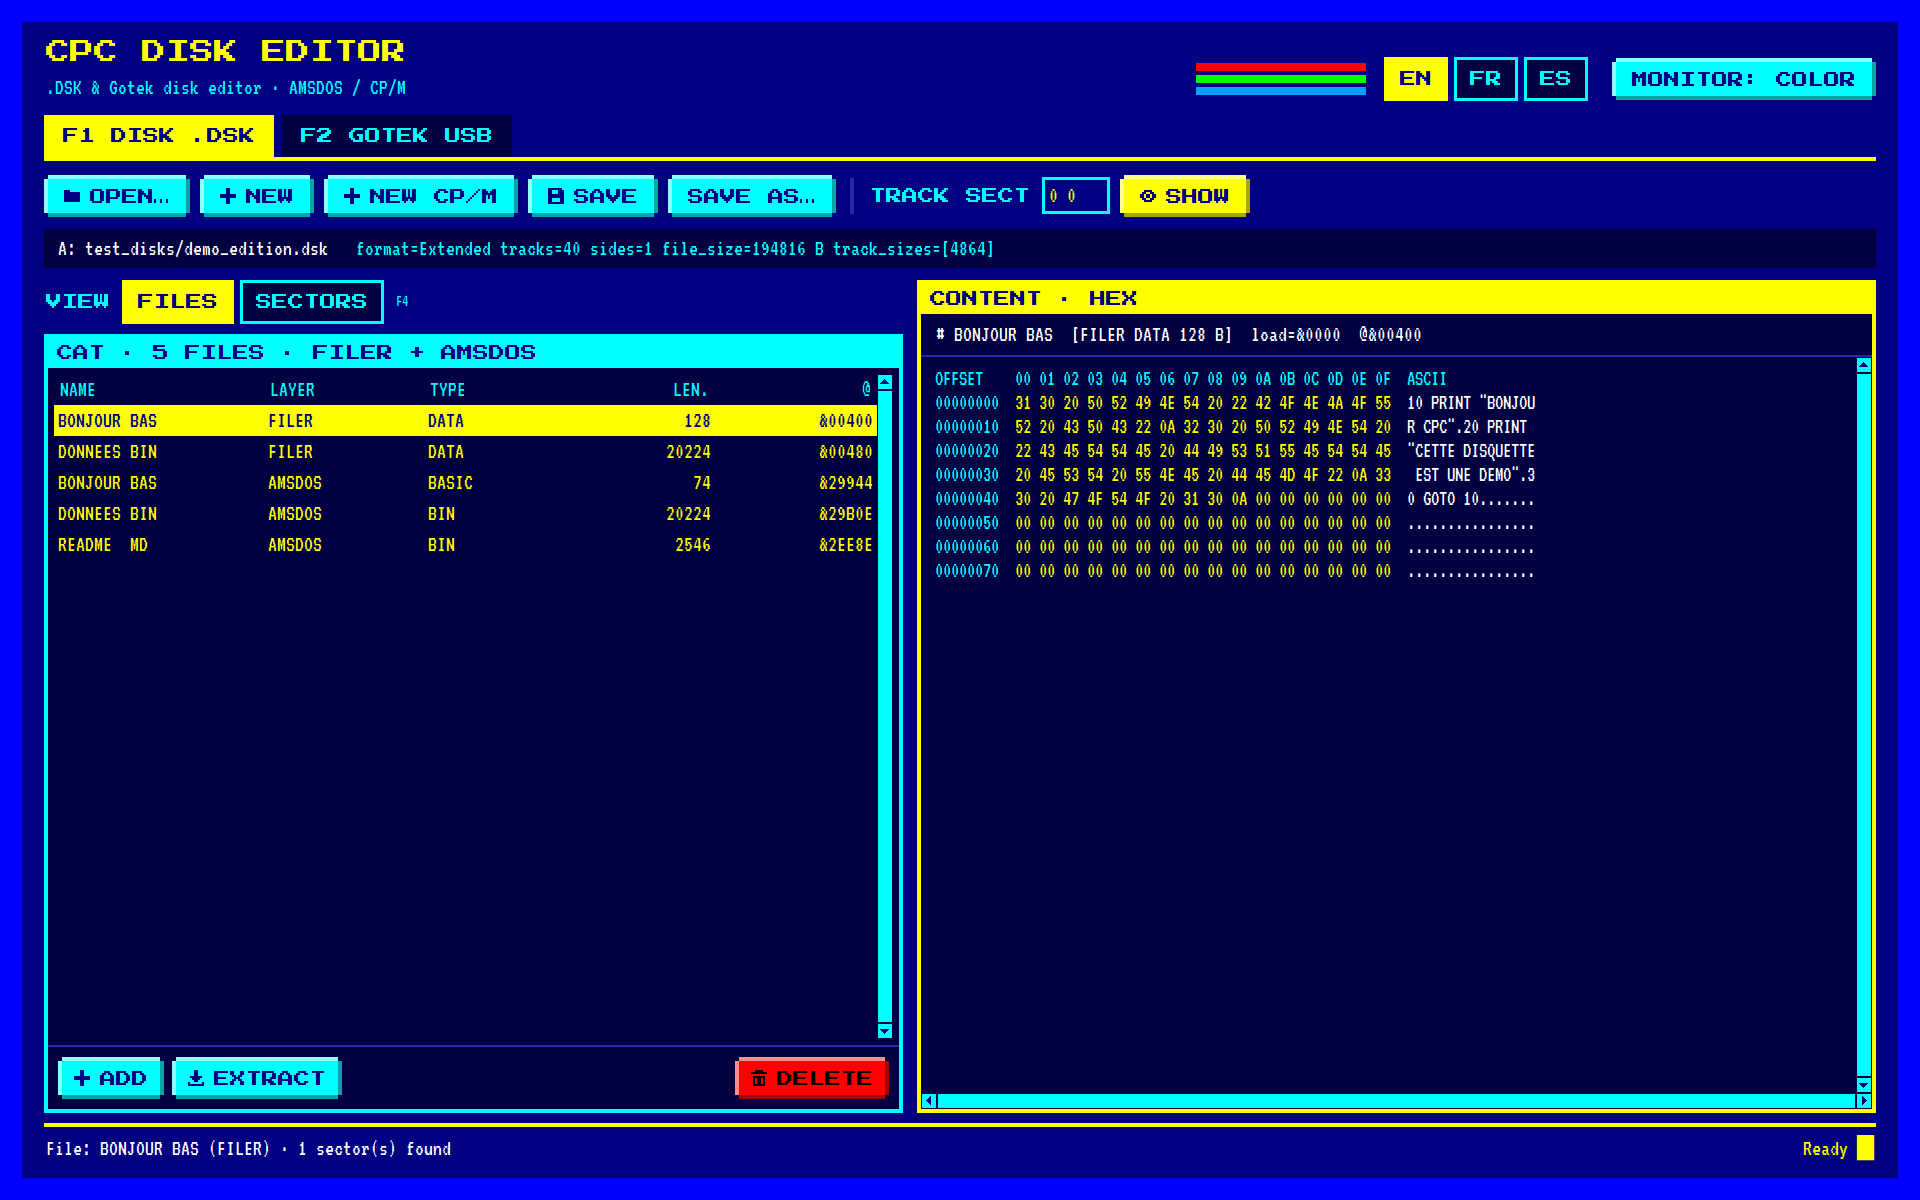 CPC DISK EDITOR
.DSK & Gotek disk editor · AMSDOS / CP/M
EN FR ES MONITOR: COLOR
F1 DISK .DSK F2 GOTEK USB
OPEN… NEW NEW CP/M SAVE SAVE AS… TRACK SECT 0 0 SHOW
A: test_disks/demo_edition.dsk format=Extended tracks=40 sides=1 file_size=194816 B track_sizes=[4864]
VIEW FILES SECTORS F4
CAT · 5 FILES · FILER + AMSDOS
NAME LAYER TYPE LEN. @
BONJOUR BAS FILER DATA 128 &00400
DONNEES BIN FILER DATA 20224 &00480
BONJOUR BAS AMSDOS BASIC 74 &29944
DONNEES BIN AMSDOS BIN 20224 &29B0E
README  MD AMSDOS BIN 2546 &2EE8E
ADD EXTRACT DELETE
CONTENT · HEX
# BONJOUR BAS  [FILER DATA 128 B]  load=&0000  @&00400
OFFSET 00 01 02 03 04 05 06 07 08 09 0A 0B 0C 0D 0E 0F ASCII
00000000 31 30 20 50 52 49 4E 54 20 22 42 4F 4E 4A 4F 55 10 PRINT "BONJOU
00000010 52 20 43 50 43 22 0A 32 30 20 50 52 49 4E 54 20 R CPC".20 PRINT
00000020 22 43 45 54 54 45 20 44 49 53 51 55 45 54 54 45 "CETTE DISQUETTE
00000030 20 45 53 54 20 55 4E 45 20 44 45 4D 4F 22 0A 33  EST UNE DEMO".3
00000040 30 20 47 4F 54 4F 20 31 30 0A 00 00 00 00 00 00 0 GOTO 10.......
00000050 00 00 00 00 00 00 00 00 00 00 00 00 00 00 00 00 ................
00000060 00 00 00 00 00 00 00 00 00 00 00 00 00 00 00 00 ................
00000070 00 00 00 00 00 00 00 00 00 00 00 00 00 00 00 00 ................
File: BONJOUR BAS (FILER) · 1 sector(s) found
Ready